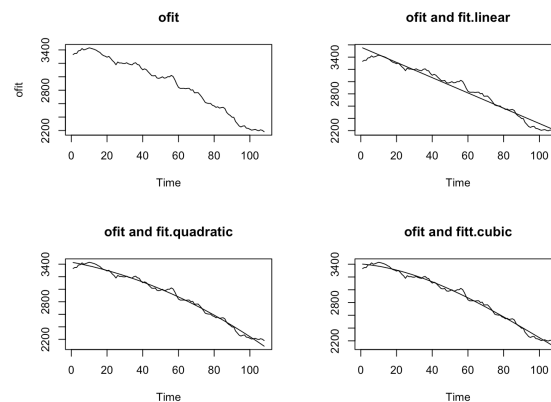 ofit
ofit and fit.linear
ofit
2200 2800 3400
2200 2800 3400
0 20 40 60 80 100
0 20 40 60 80 100
Time
Time
ofit and fit.quadratic
ofit and fitt.cubic
2200 2800 3400
2200 2800 3400
0 20 40 60 80 100
0 20 40 60 80 100
Time
Time